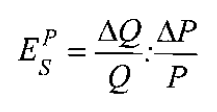 E_S^P = ΔQ/Q : ΔP/P